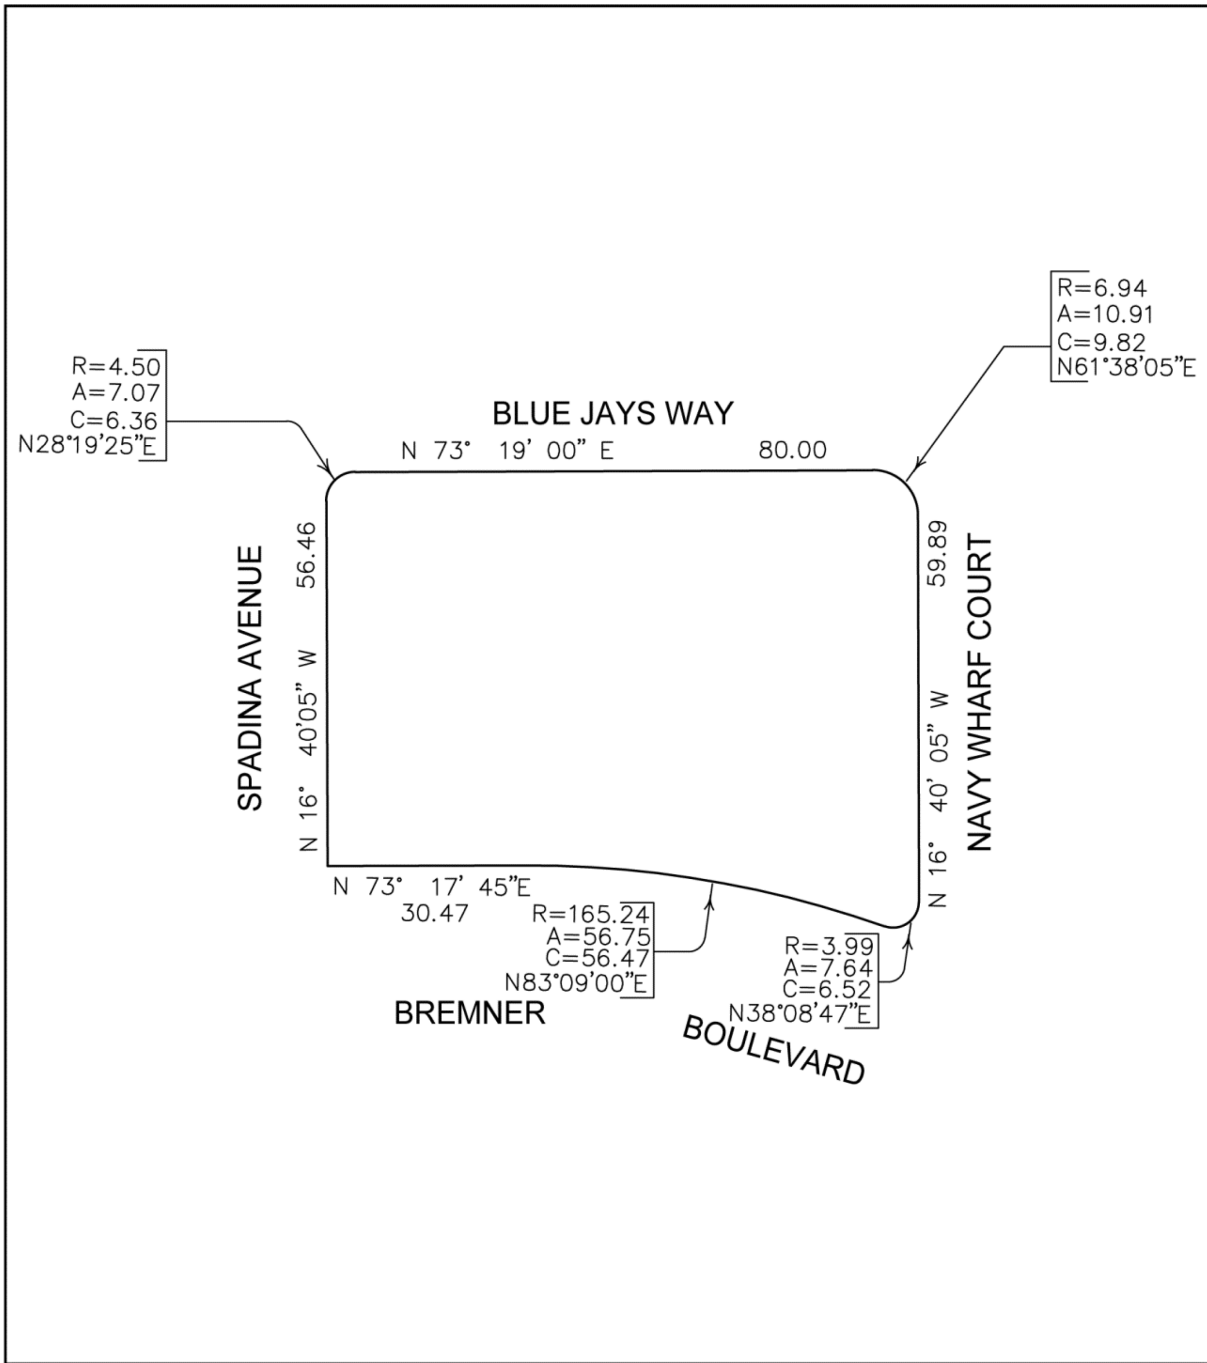 R=6.94
A=10.91
C=9.82
N61°38'05"E
R=4.50
A=7.07
C=6.36
N28°19'25"E
BLUE JAYS WAY
N 73° 19' 00" E 80.00
SPADINA AVENUE
N 16° 40'05" W 56.46
N 16° 40' 05" W 59.89
NAVY WHARF COURT
N 73° 17' 45"E
30.47
R=165.24
A=56.75
C=56.47
N83°09'00"E
R=3.99
A=7.64
C=6.52
N38°08'47"E
BREMNER
BOULEVARD